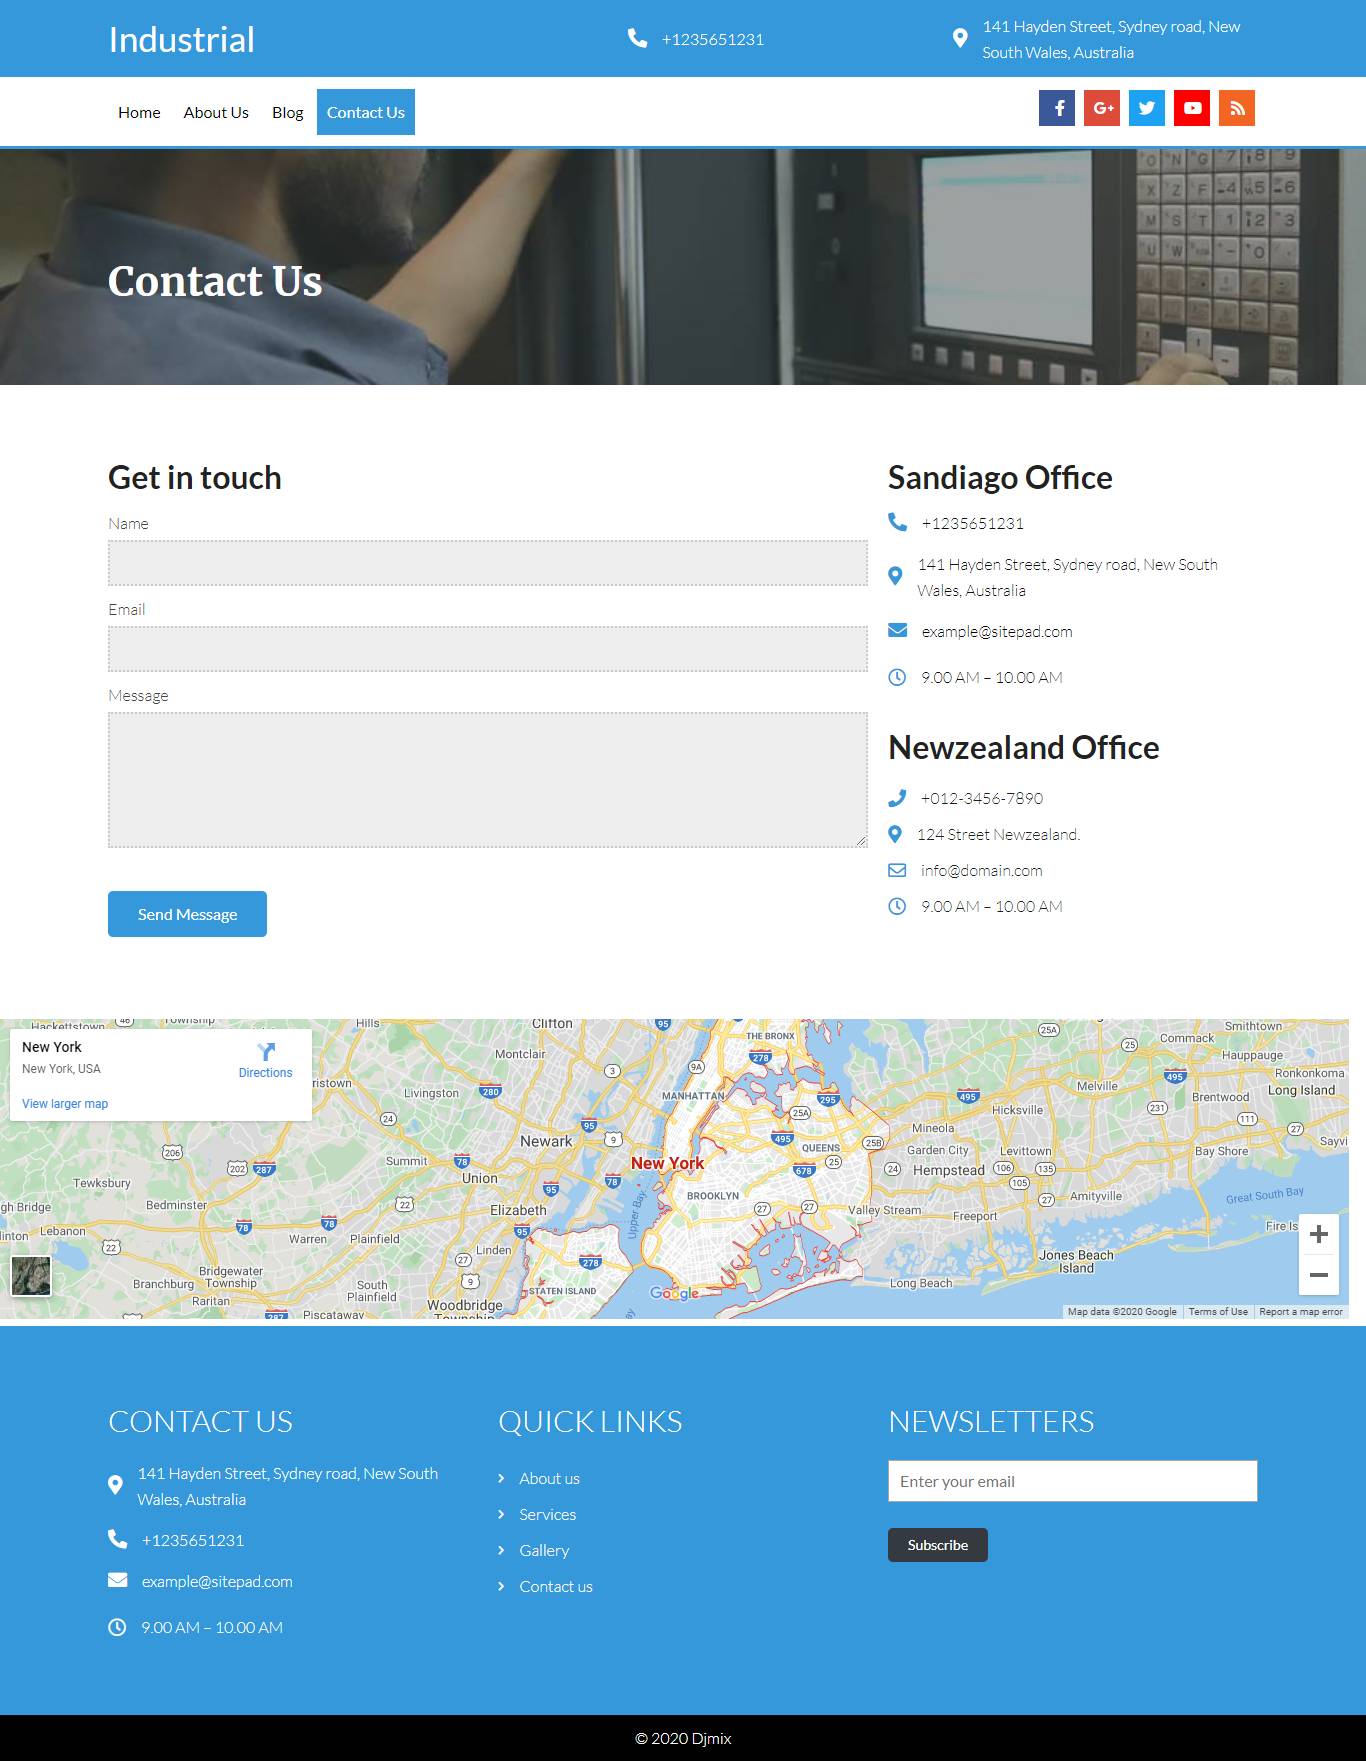 Industrial
+1235651231
141 Hayden Street, Sydney road, New
South Wales, Australia
Home
About Us
Blog
Contact Us
Contact Us
Get in touch
Name
Email
Message
Send Message
Sandiago Office
+1235651231
141 Hayden Street, Sydney road, New South
Wales, Australia
example@sitepad.com
9.00 AM – 10.00 AM
Newzealand Office
+012-3456-7890
124 Street Newzealand.
info@domain.com
9.00 AM – 10.00 AM
New York
New York, USA
Directions
View larger map
Hackettstown
Township
Hills
Clifton
THE BRONX
Smithtown
Commack
Hauppauge
Ronkonkoma
Long Island
Montclair
Livingston
MANHATTAN
Melville
Brentwood
Hicksville
Newark
Mineola
QUEENS
Garden City
Levittown
Bay Shore
Summit
New York
Hempstead
Union
Tewksbury
BROOKLYN
Amityville
Great South Bay
Bedminster
Elizabeth
Upper Bay
Valley Stream
Freeport
Lebanon
Warren
Plainfield
Linden
Jones Beach
Island
Bridgewater
Township
Branchburg
South
Plainfield
STATEN ISLAND
Long Beach
Raritan
Piscataway
Woodbridge
Township
Google
Map data ©2020 Google
Terms of Use
Report a map error
CONTACT US
141 Hayden Street, Sydney road, New South
Wales, Australia
+1235651231
example@sitepad.com
9.00 AM – 10.00 AM
QUICK LINKS
About us
Services
Gallery
Contact us
NEWSLETTERS
Enter your email
Subscribe
© 2020 Djmix